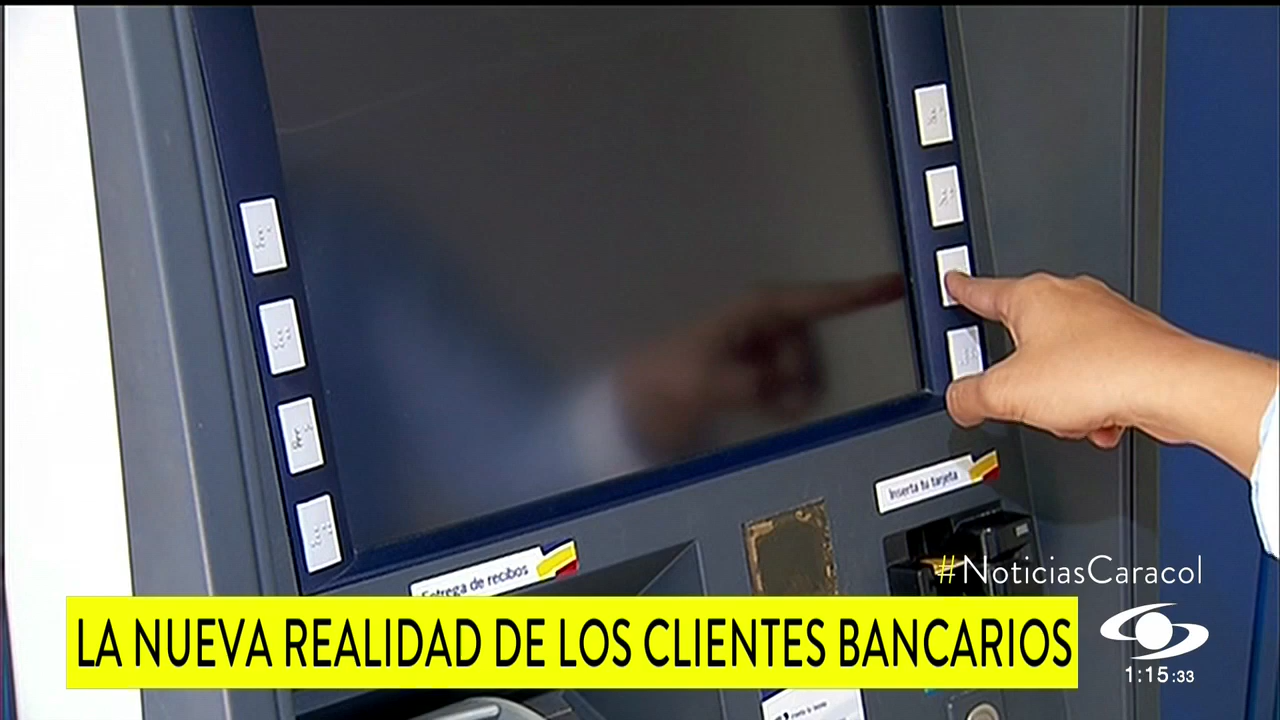 Inserta tu tarjeta
Entrega de recibos
#NoticiasCaracol
LA NUEVA REALIDAD DE LOS CLIENTES BANCARIOS
1:15:33